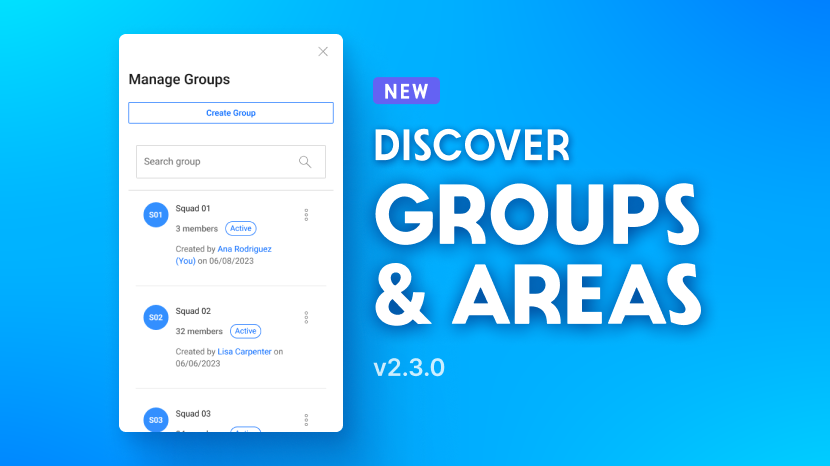 Manage Groups
Create Group
Search group
S01
Squad 01
3 members
Active
Created by Ana Rodriguez
(You) on 06/08/2023
S02
Squad 02
32 members
Active
Created by Lisa Carpenter on
06/06/2023
S03
Squad 03
NEW
DISCOVER
GROUPS
& AREAS
v2.3.0